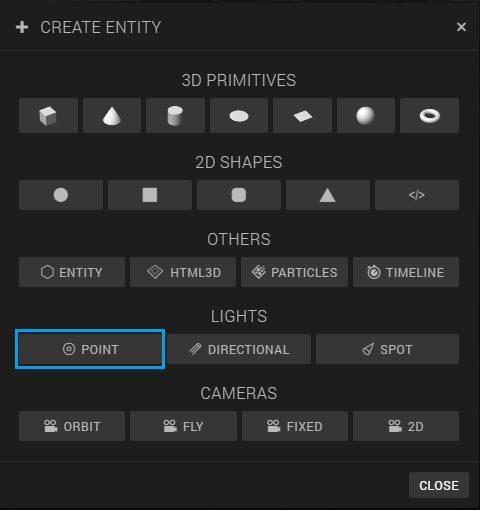 CREATE ENTITY
3D PRIMITIVES
2D SHAPES
</>
OTHERS
ENTITY HTML3D PARTICLES TIMELINE
LIGHTS
POINT DIRECTIONAL SPOT
CAMERAS
ORBIT FLY FIXED 2D
CLOSE